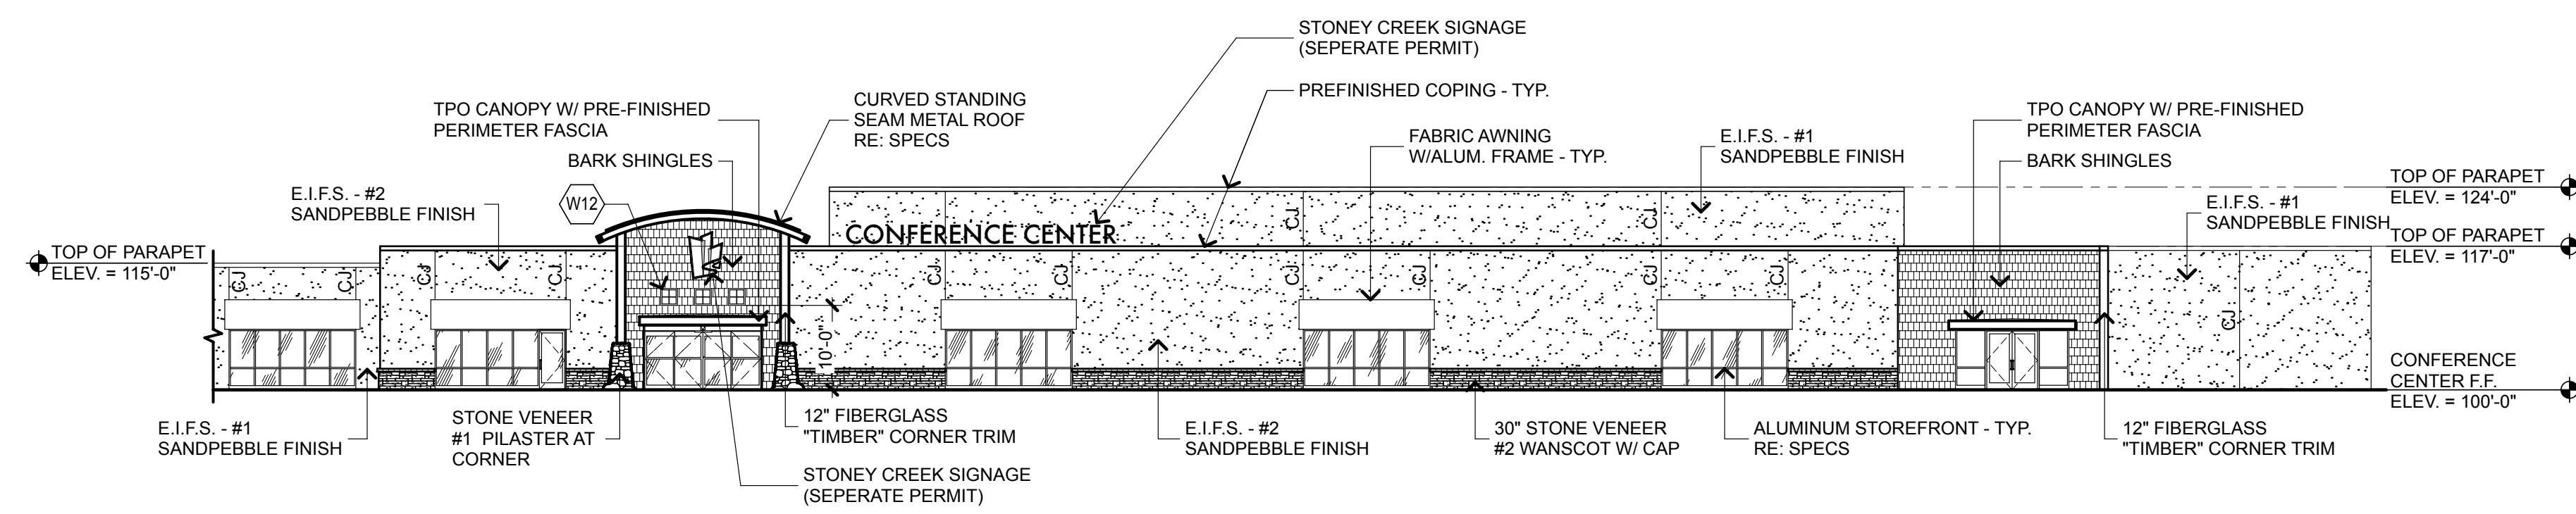 STONEY CREEK SIGNAGE
(SEPERATE PERMIT)
PREFINISHED COPING - TYP.
TPO CANOPY W/ PRE-FINISHED
PERIMETER FASCIA
CURVED STANDING
SEAM METAL ROOF
RE: SPECS
BARK SHINGLES
FABRIC AWNING
W/ALUM. FRAME - TYP.
E.I.F.S. - #1
SANDPEBBLE FINISH
TPO CANOPY W/ PRE-FINISHED
PERIMETER FASCIA
BARK SHINGLES
E.I.F.S. - #2
SANDPEBBLE FINISH
W12
TOP OF PARAPET
ELEV. = 124'-0"
E.I.F.S. - #1
SANDPEBBLE FINISH
TOP OF PARAPET
ELEV. = 117'-0"
TOP OF PARAPET
ELEV. = 115'-0"
CONFERENCE CENTER
CJ
CJ
CJ
CJ
CJ
CJ
CJ
CJ
CJ
CJ
CJ
CJ
CJ
10'-0"
CONFERENCE
CENTER F.F.
ELEV. = 100'-0"
E.I.F.S. - #1
SANDPEBBLE FINISH
STONE VENEER
#1 PILASTER AT
CORNER
12" FIBERGLASS
"TIMBER" CORNER TRIM
STONEY CREEK SIGNAGE
(SEPERATE PERMIT)
E.I.F.S. - #2
SANDPEBBLE FINISH
30" STONE VENEER
#2 WANSCOT W/ CAP
ALUMINUM STOREFRONT - TYP.
RE: SPECS
12" FIBERGLASS
"TIMBER" CORNER TRIM